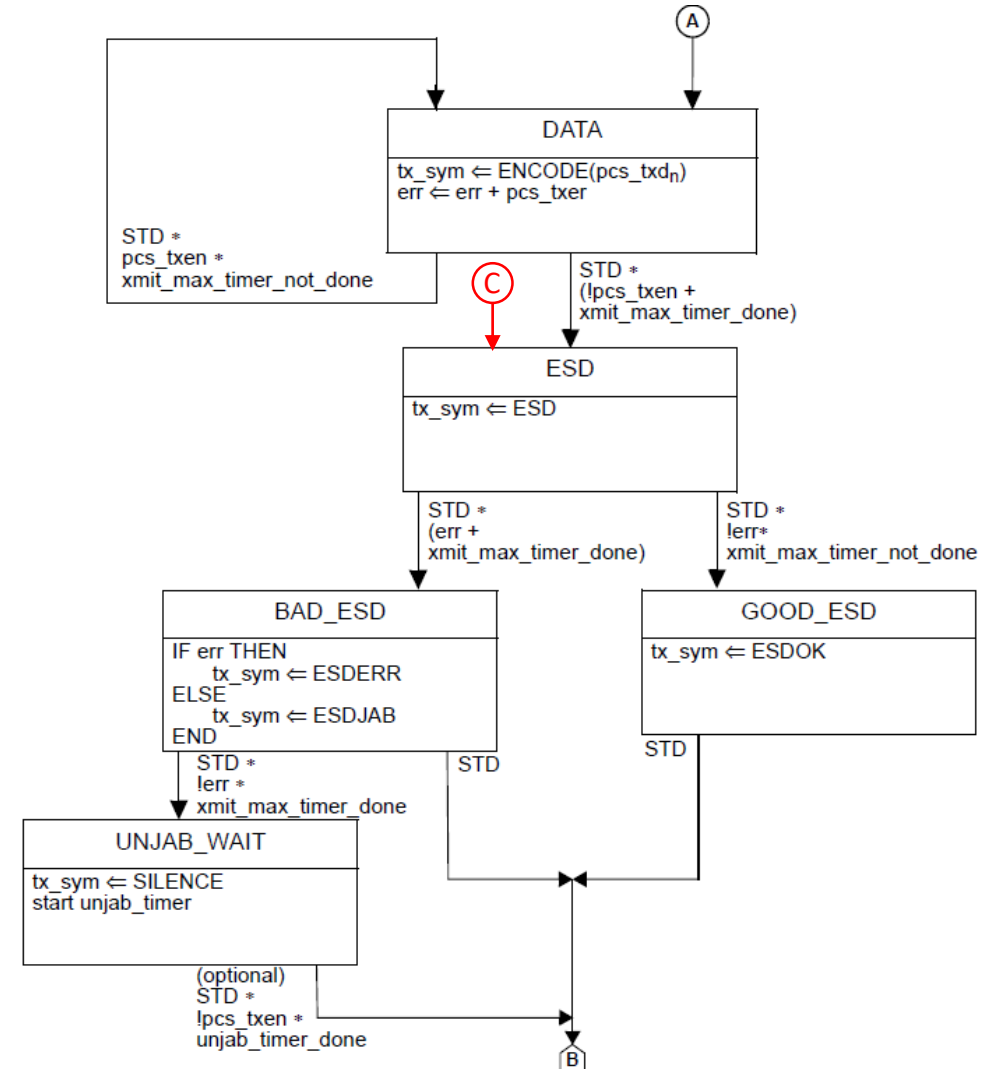 A
DATA
tx_sym ⇐ ENCODE(pcs_txdn)
err ⇐ err + pcs_txer
STD *
pcs_txen *
xmit_max_timer_not_done
C
STD *
(!pcs_txen +
xmit_max_timer_done)
ESD
tx_sym ⇐ ESD
STD *
(err +
xmit_max_timer_done)
STD *
!err*
xmit_max_timer_not_done
BAD_ESD
IF err THEN
tx_sym ⇐ ESDERR
ELSE
tx_sym ⇐ ESDJAB
END
GOOD_ESD
tx_sym ⇐ ESDOK
STD *
!err *
xmit_max_timer_done
STD
STD
UNJAB_WAIT
tx_sym ⇐ SILENCE
start unjab_timer
(optional)
STD *
!pcs_txen *
unjab_timer_done
B